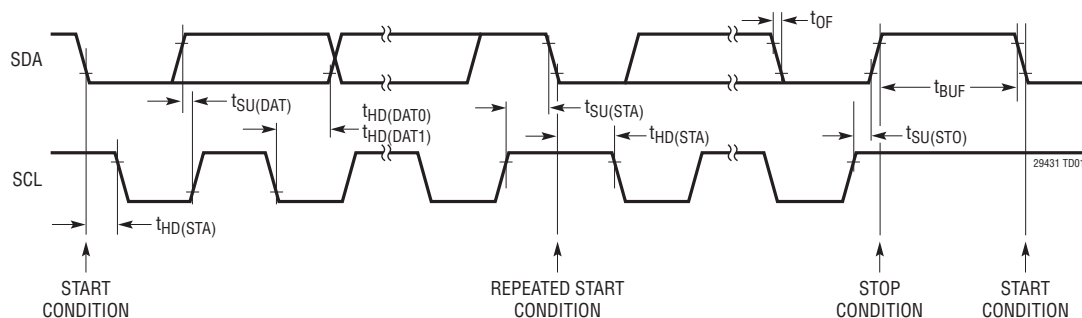 SDA
tSU(DAT)
tHD(DAT0)
tHD(DAT1)
tSU(STA)
tHD(STA)
tOF
tBUF
tSU(STO)
SCL
tHD(STA)
29431 TD01
START
CONDITION
REPEATED START
CONDITION
STOP
CONDITION
START
CONDITION